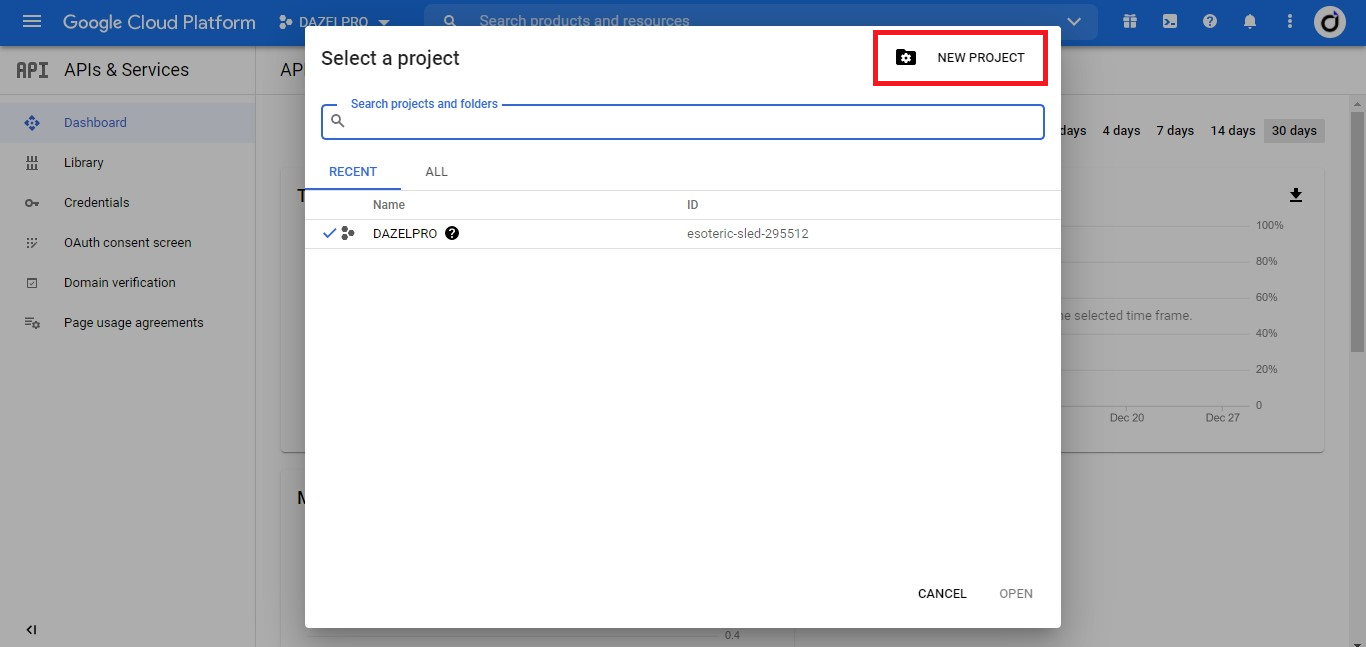 Google Cloud Platform
DAZELPRO
Search products and resources
API
APIs & Services
Dashboard
Library
Credentials
OAuth consent screen
Domain verification
Page usage agreements
Select a project
NEW PROJECT
Search projects and folders
RECENT
ALL
Name
ID
DAZELPRO
esoteric-sled-295512
CANCEL
OPEN
days
4 days
7 days
14 days
30 days
100%
80%
60%
40%
20%
0
selected time frame.
Dec 20
Dec 27
0.4